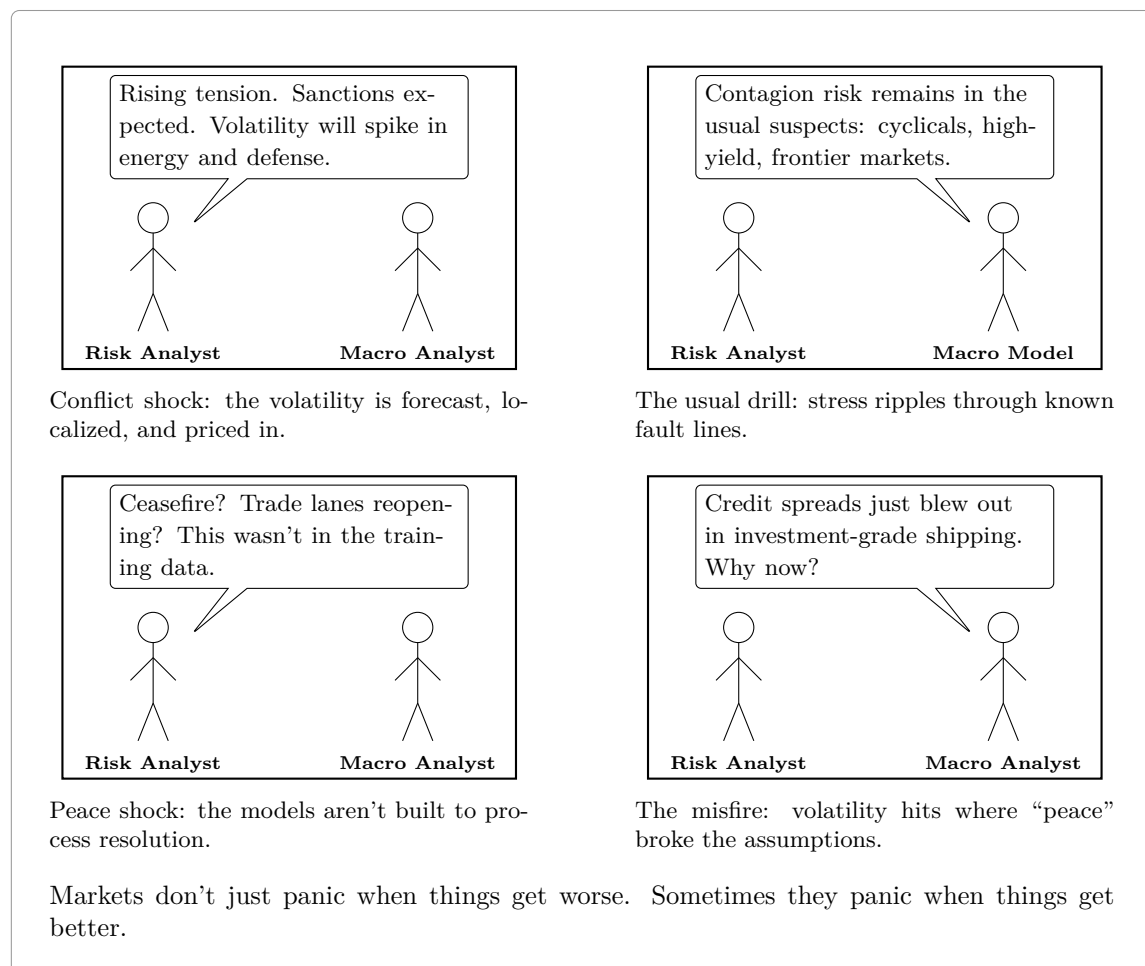 Rising tension. Sanctions ex-
pected. Volatility will spike in
energy and defense.
Risk Analyst
Macro Analyst
Conflict shock: the volatility is forecast, lo-
calized, and priced in.
Contagion risk remains in the
usual suspects: cyclicals, high-
yield, frontier markets.
Risk Analyst
Macro Model
The usual drill: stress ripples through known
fault lines.
Ceasefire? Trade lanes reopen-
ing? This wasn't in the train-
ing data.
Risk Analyst
Macro Analyst
Peace shock: the models aren't built to pro-
cess resolution.
Credit spreads just blew out
in investment-grade shipping.
Why now?
Risk Analyst
Macro Analyst
The misfire: volatility hits where “peace”
broke the assumptions.
Markets don't just panic when things get worse. Sometimes they panic when things get
better.